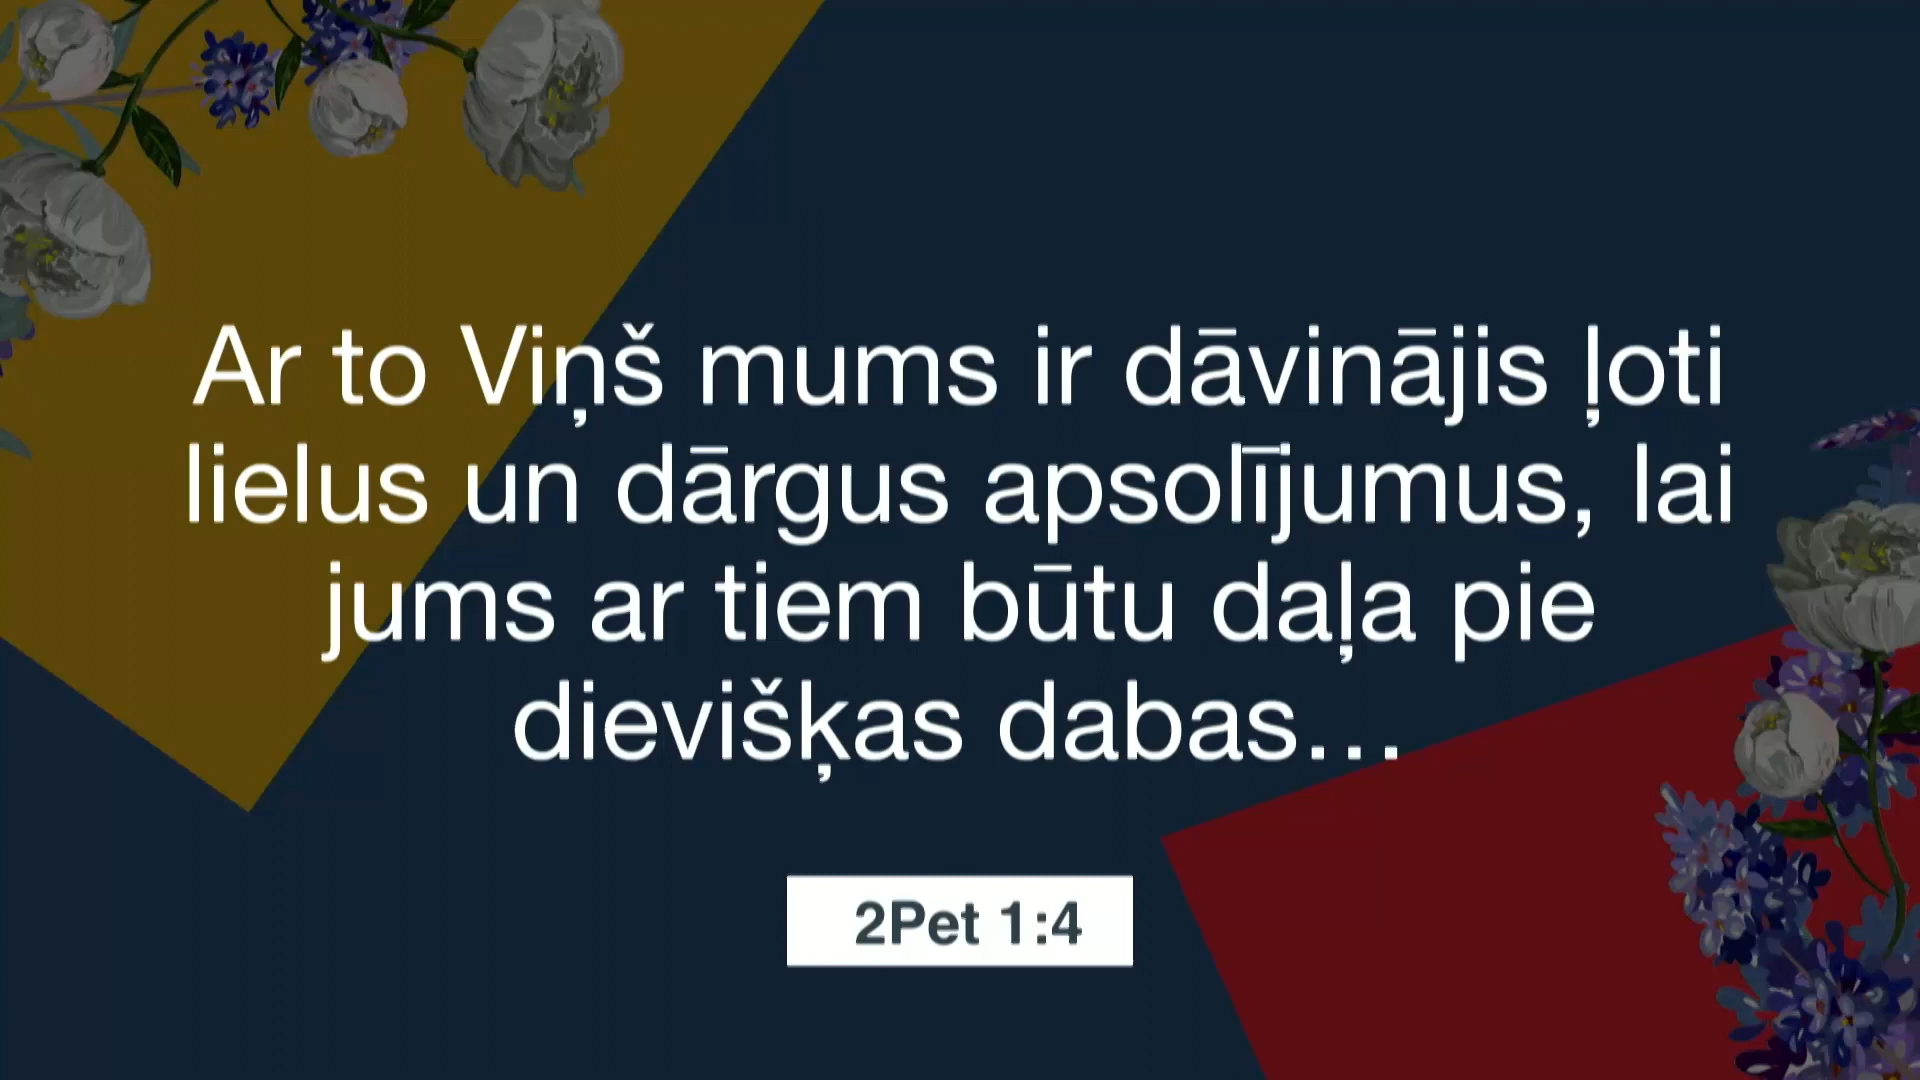 Ar to Viņš mums ir dāvinājis ļoti
lielus un dārgus apsolījumus, lai
jums ar tiem būtu daļa pie
dievišķas dabas...
2Pet 1:4